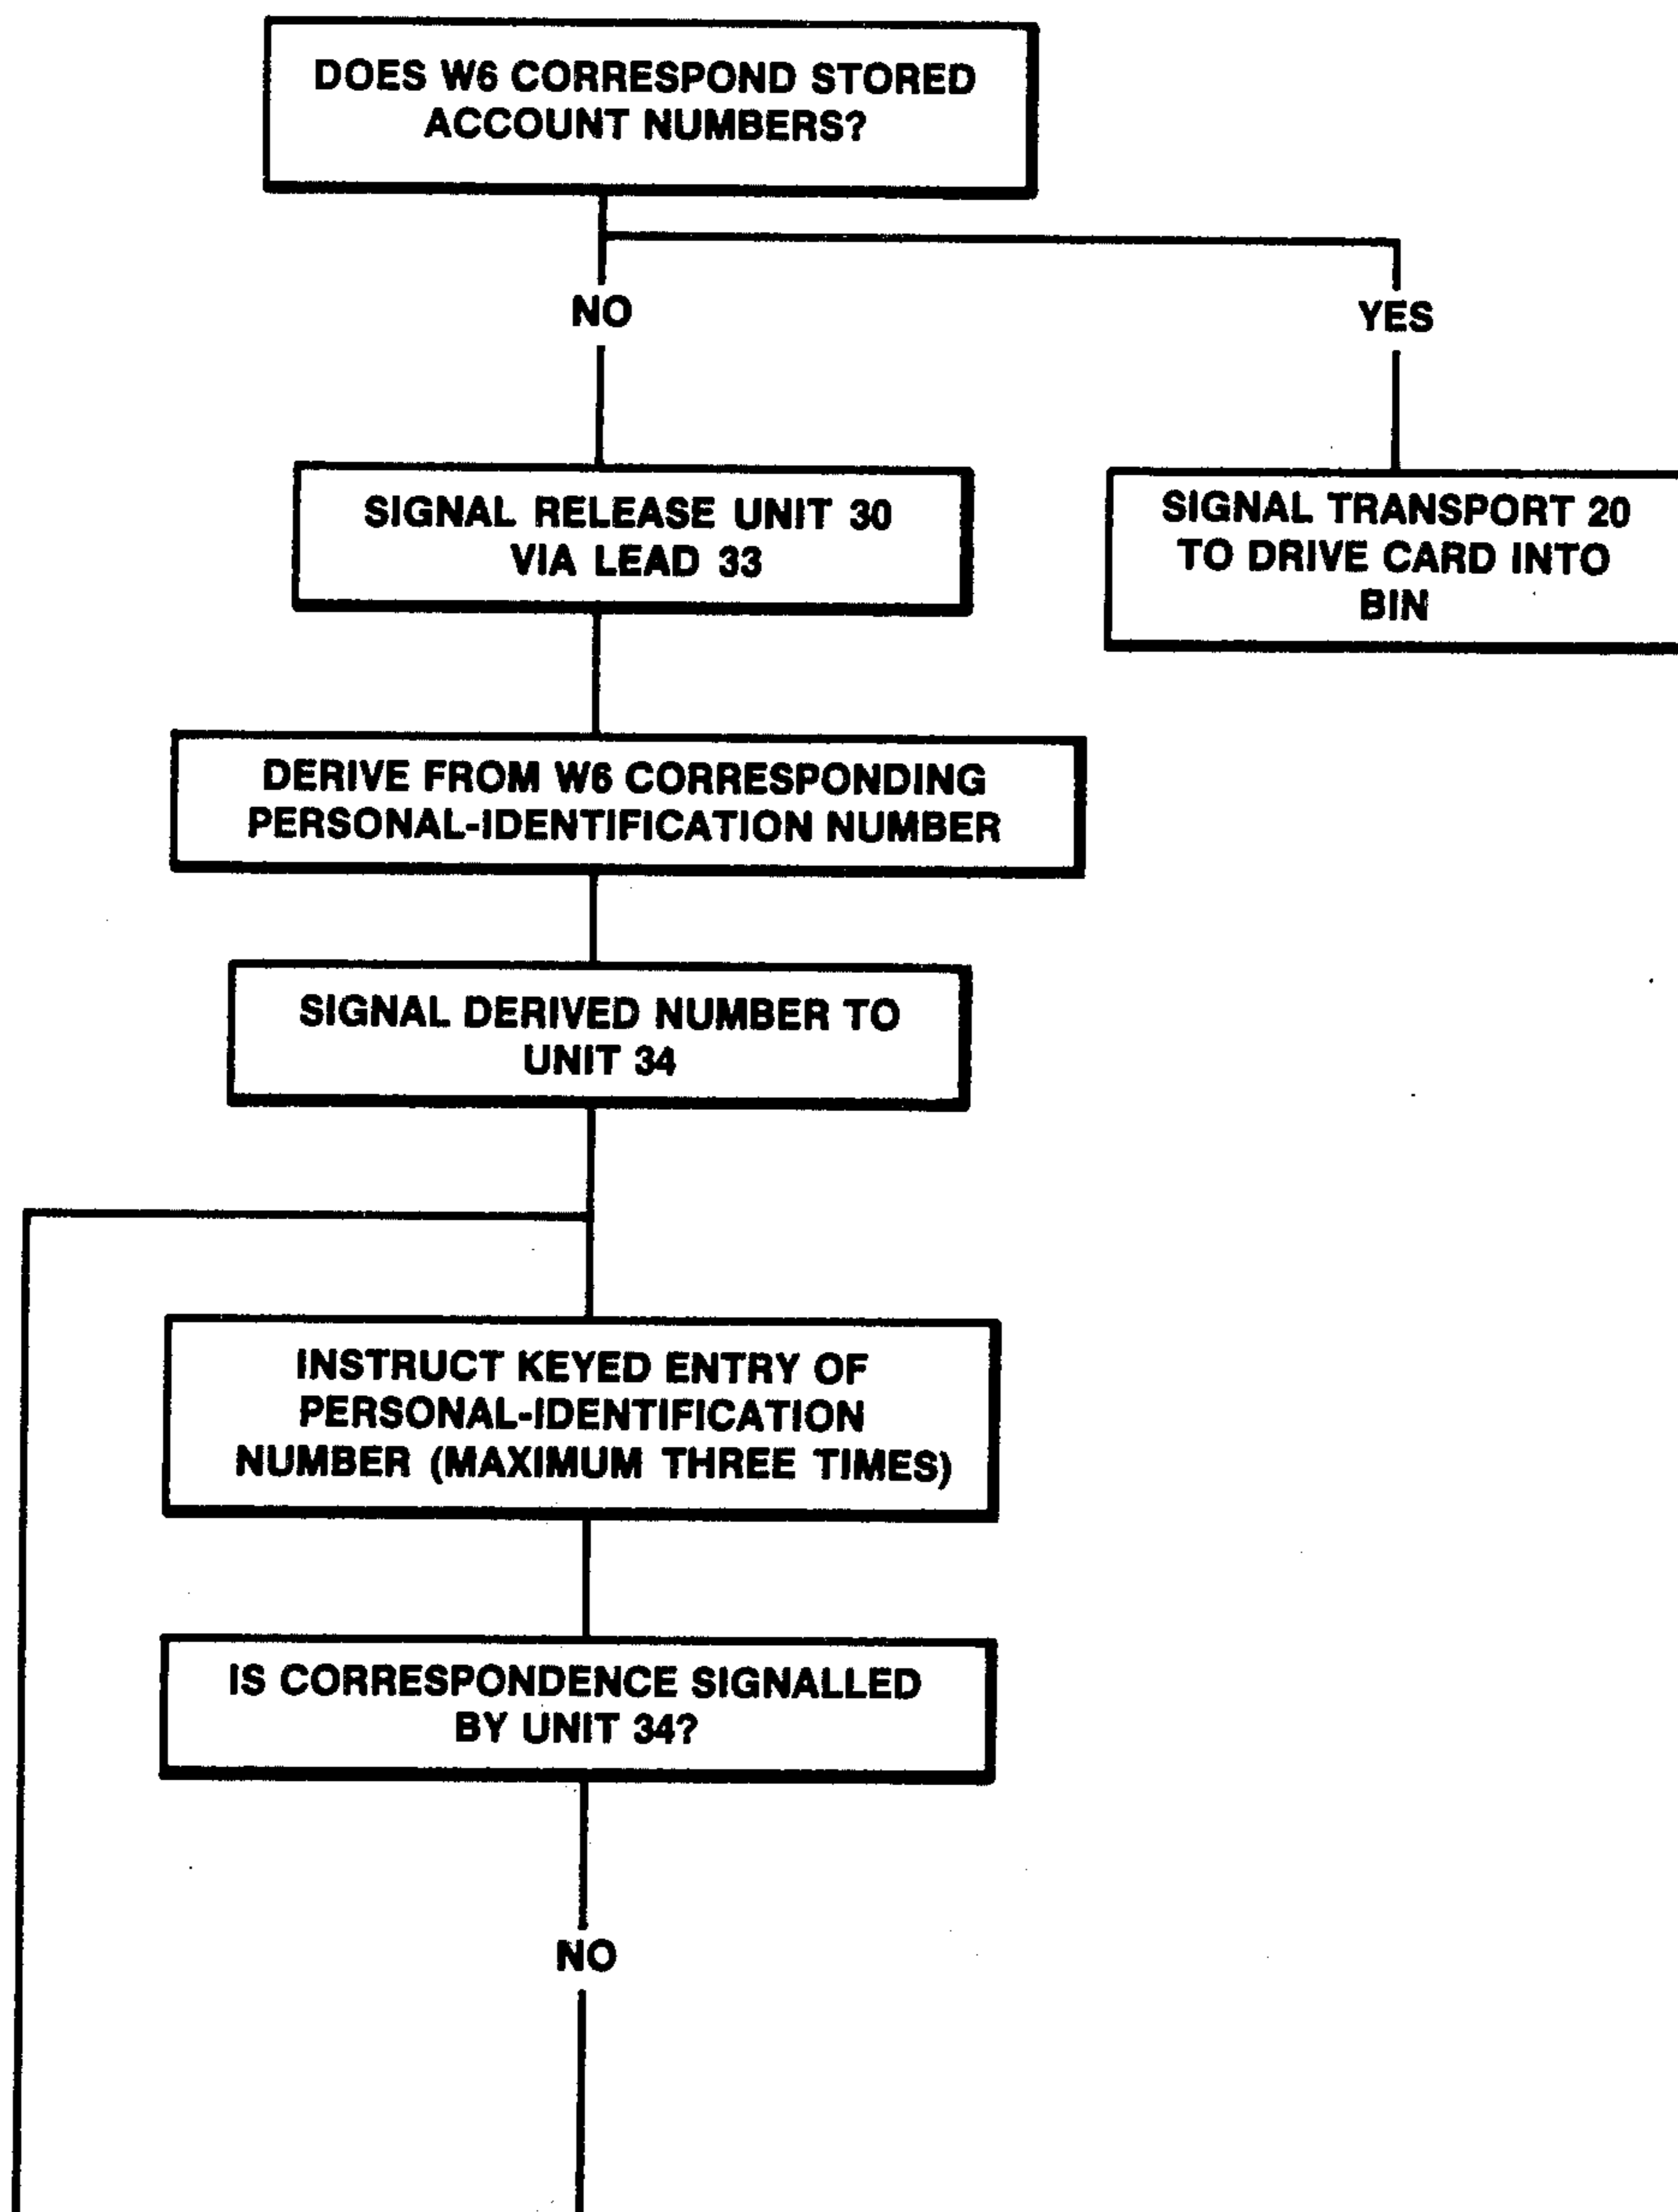 DOES W6 CORRESPOND STORED
ACCOUNT NUMBERS?
NO
YES
SIGNAL RELEASE UNIT 30
VIA LEAD 33
SIGNAL TRANSPORT 20
TO DRIVE CARD INTO
BIN
DERIVE FROM W6 CORRESPONDING
PERSONAL-IDENTIFICATION NUMBER
SIGNAL DERIVED NUMBER TO
UNIT 34
INSTRUCT KEYED ENTRY OF
PERSONAL-IDENTIFICATION
NUMBER (MAXIMUM THREE TIMES)
IS CORRESPONDENCE SIGNALLED
BY UNIT 34?
NO